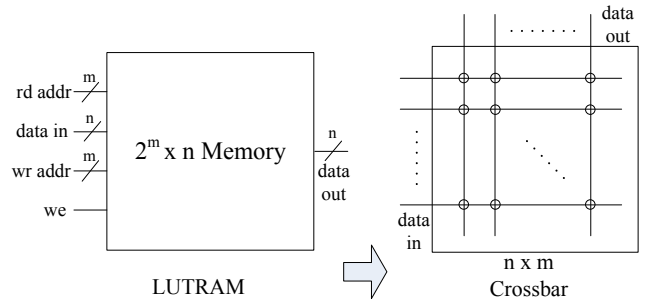 rd addr
m
data in
n
wr addr
m
we
2^m x n Memory
n
data
out
LUTRAM
data
out
data
in
n x m
Crossbar